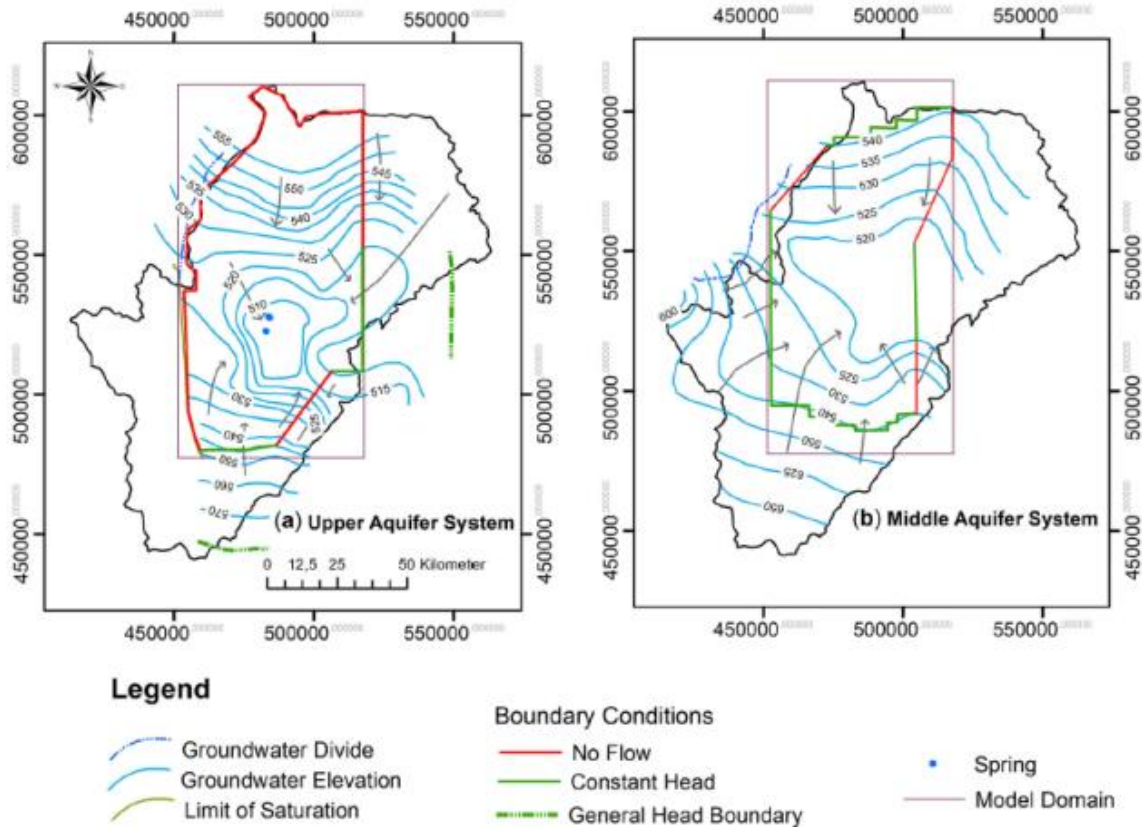 450000 500000 550000
450000 500000 550000
600000
550000
500000
450000
600000
550000
500000
450000
600000
550000
500000
450000
N
555
535
530
550
545
540
525
520
510
530
540
550
560
570
525
515
(a) Upper Aquifer System
0 12,5 25 50 Kilometer
540
535
530
525
520
600
525
530
540
550
625
650
(b) Middle Aquifer System
450000 500000 550000
450000 500000 550000
Legend
Groundwater Divide
Groundwater Elevation
Limit of Saturation
Boundary Conditions
No Flow
Constant Head
General Head Boundary
Spring
Model Domain